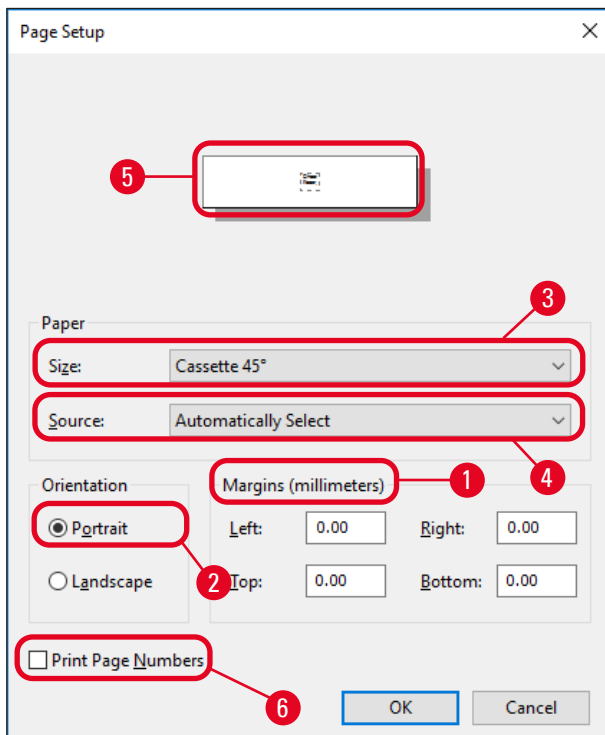 Page Setup
5
3
Paper
Size: Cassette 45°
Source: Automatically Select
4
Orientation
Margins (millimeters)
1
Portrait
Left: 0.00 Right: 0.00
2
Landscape
Top: 0.00 Bottom: 0.00
Print Page Numbers
6
OK Cancel